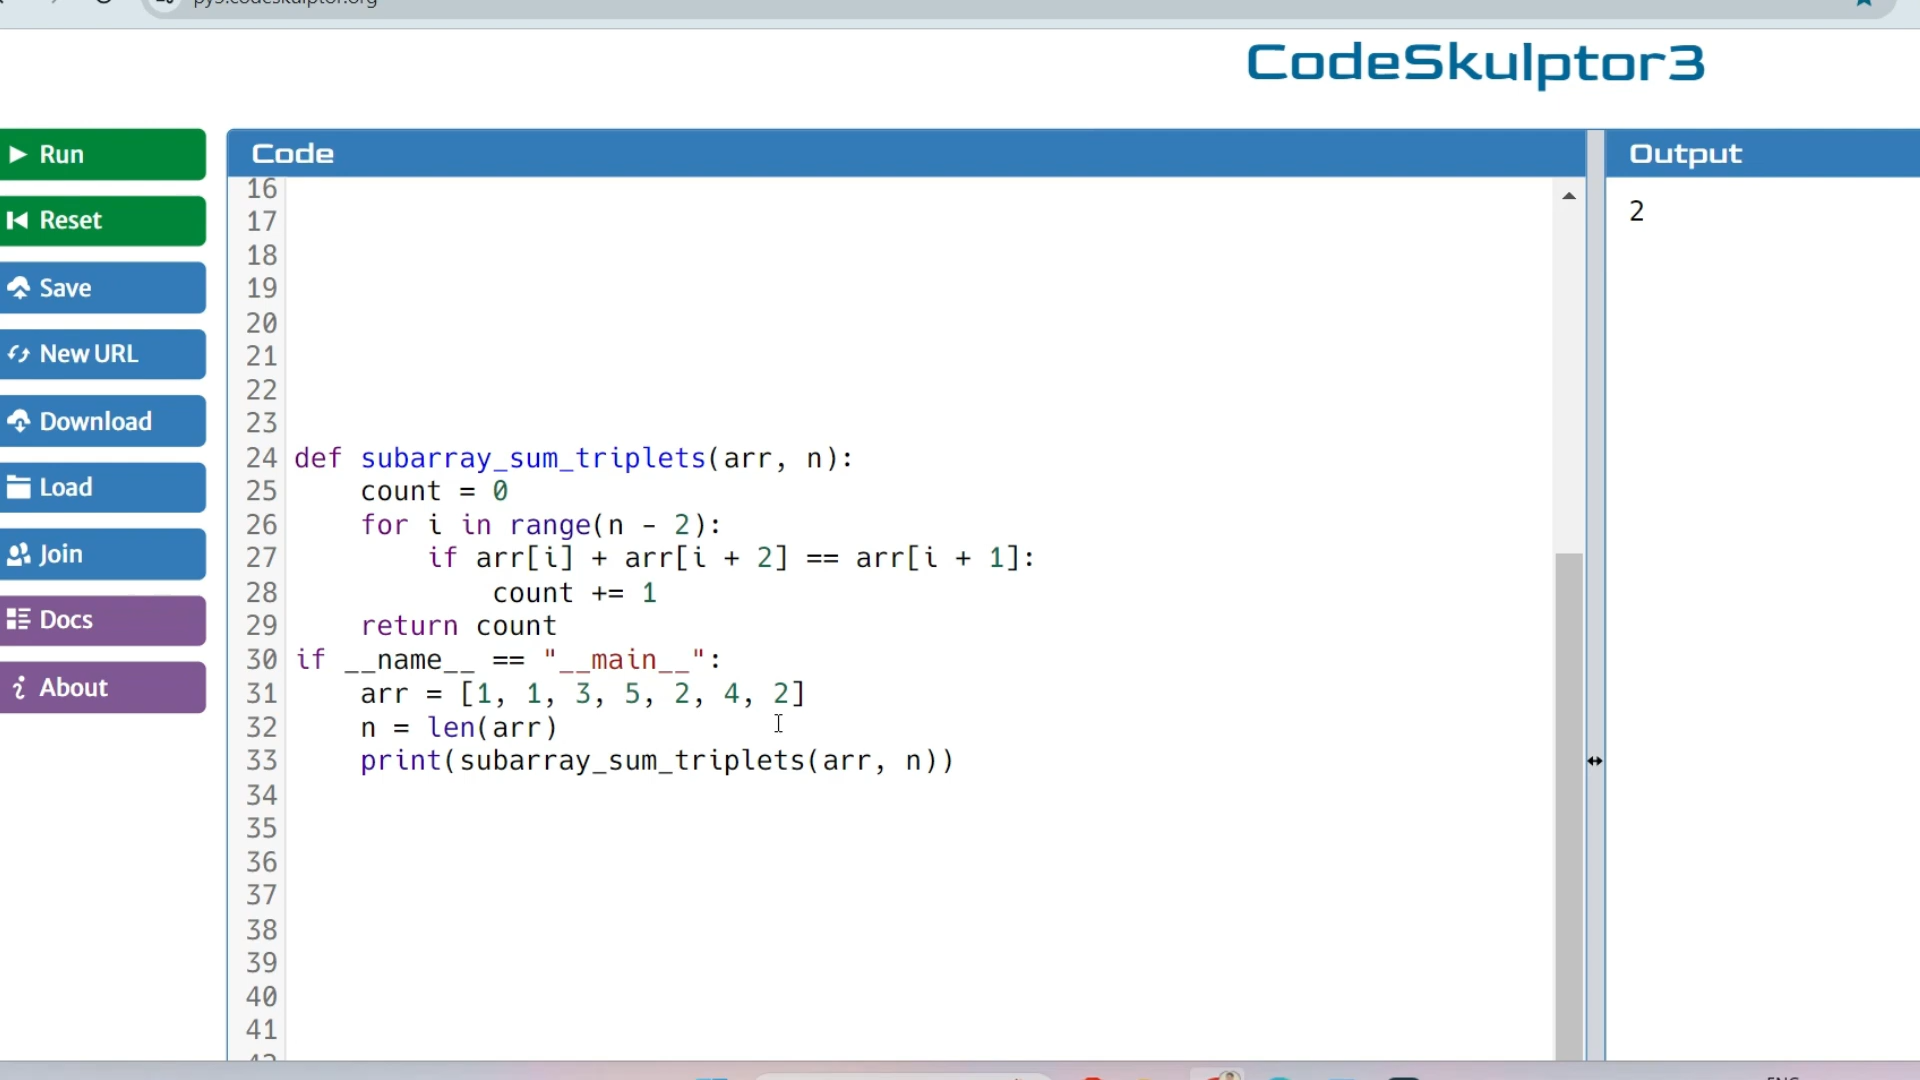 CodeSkulptor3
Run
Reset
Save
New URL
Download
Load
Join
Docs
About
Code
16
17
18
19
20
21
22
23
24 def subarray_sum_triplets(arr, n):
25     count = 0
26     for i in range(n - 2):
27         if arr[i] + arr[i + 2] == arr[i + 1]:
28             count += 1
29     return count
30 if __name__ == "__main__":
31     arr = [1, 1, 3, 5, 2, 4, 2]
32     n = len(arr)
33     print(subarray_sum_triplets(arr, n))
34
35
36
37
38
39
40
41
Output
2